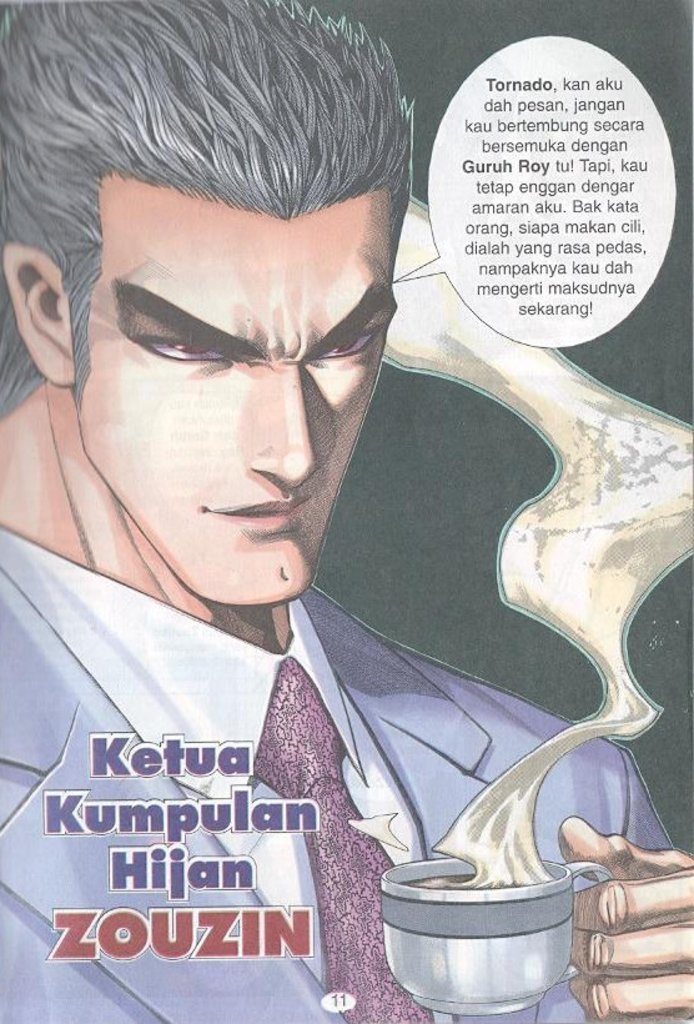 Tornado, kan aku
dah pesan, jangan
kau bertembung secara
bersemuka dengan
Guruh Roy tu! Tapi, kau
tetap enggan dengar
amaran aku. Bak kata
orang, siapa makan cili,
dialah yang rasa pedas,
nampaknya kau dah
mengerti maksudnya
sekarang!
Ketua
Kumpulan
Hijan
ZOUZIN
11